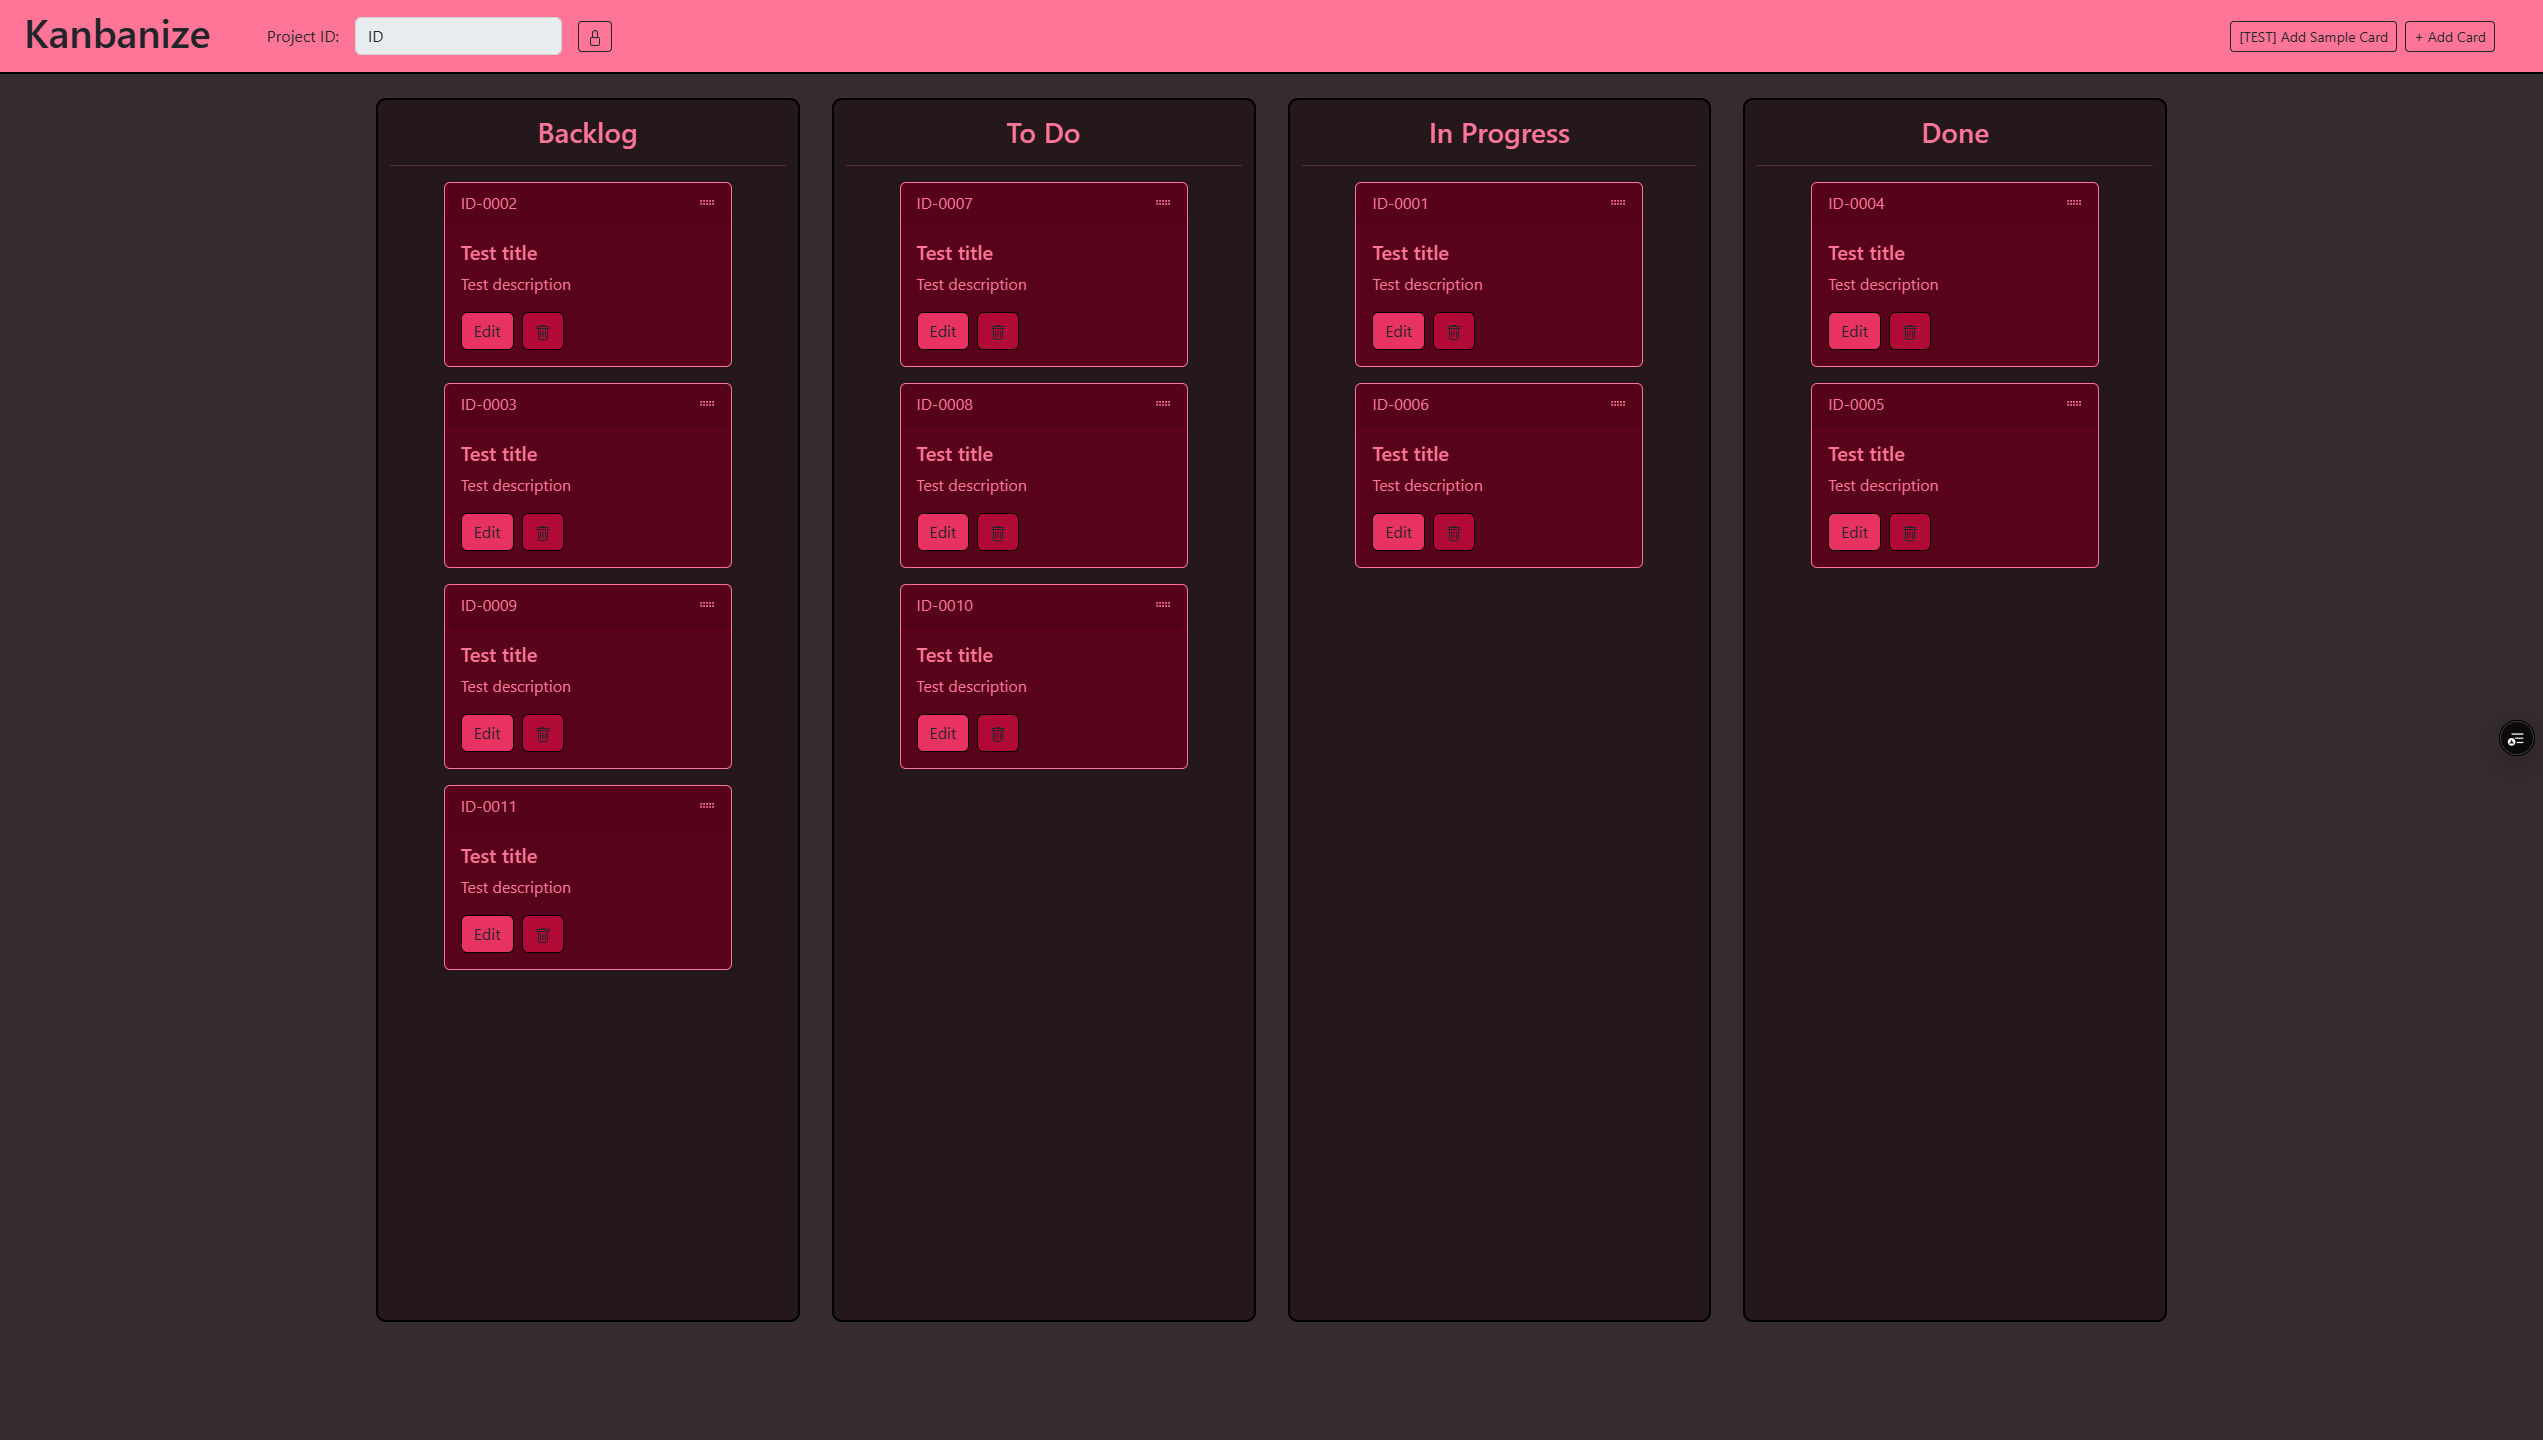 Kanbanize
Project ID:
ID
[TEST] Add Sample Card
+ Add Card
Backlog
ID-0002
Test title
Test description
Edit
ID-0003
Test title
Test description
Edit
ID-0009
Test title
Test description
Edit
ID-0011
Test title
Test description
Edit
To Do
ID-0007
Test title
Test description
Edit
ID-0008
Test title
Test description
Edit
ID-0010
Test title
Test description
Edit
In Progress
ID-0001
Test title
Test description
Edit
ID-0006
Test title
Test description
Edit
Done
ID-0004
Test title
Test description
Edit
ID-0005
Test title
Test description
Edit